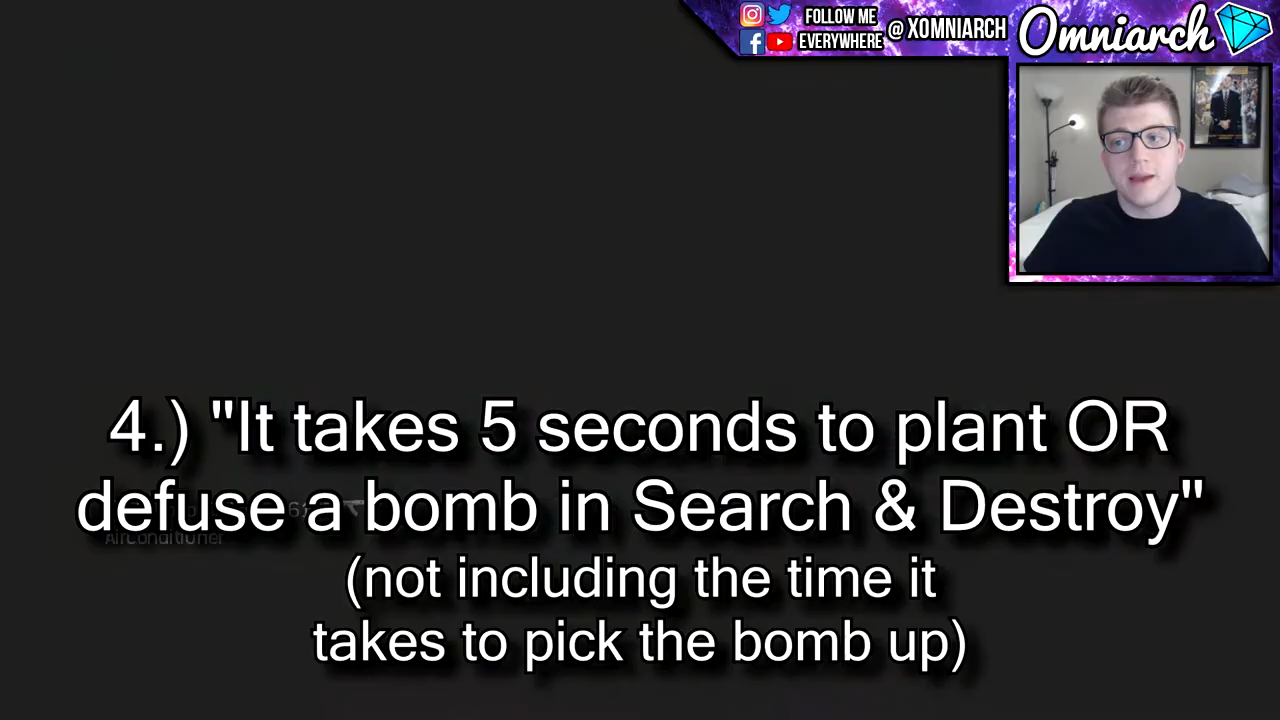 FOLLOW ME
EVERYWHERE
@ XOMNIARCH
Omniarch
4.) "It takes 5 seconds to plant OR
defuse a bomb in Search & Destroy"
AirConditioner
(not including the time it
takes to pick the bomb up)